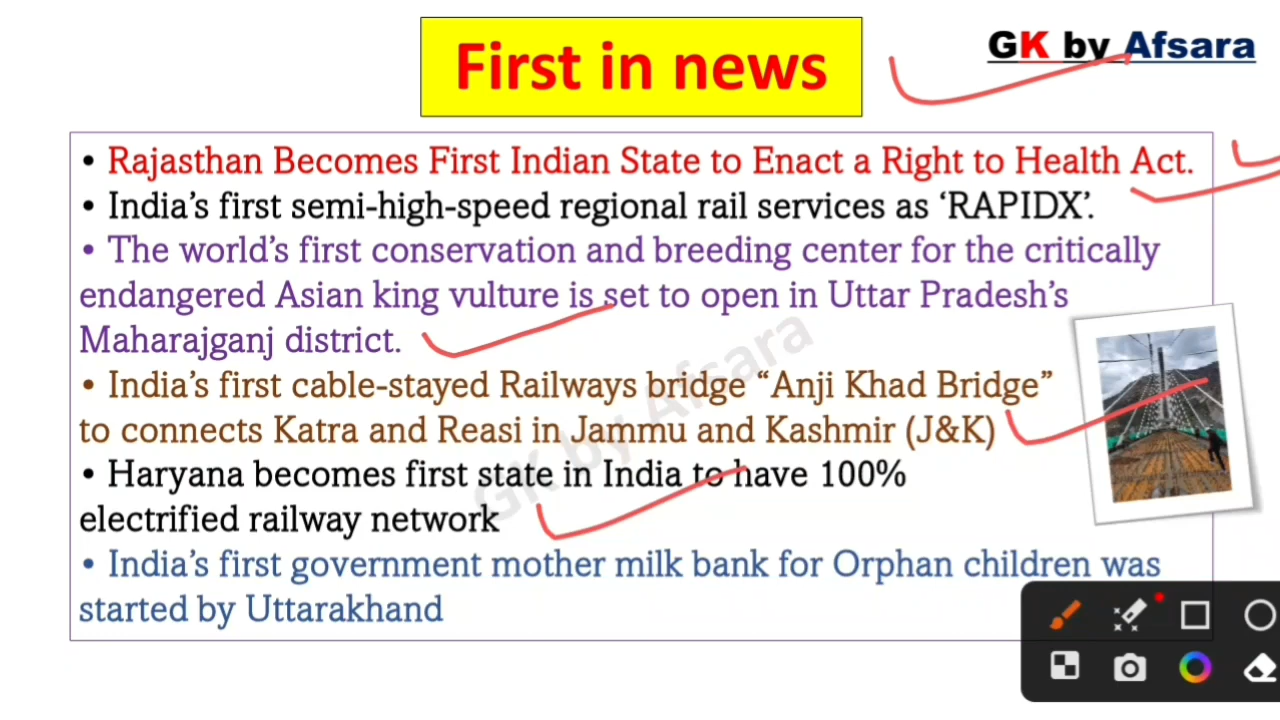 First in news
GK by Afsara
• Rajasthan Becomes First Indian State to Enact a Right to Health Act.
• India’s first semi-high-speed regional rail services as ‘RAPIDX’.
• The world’s first conservation and breeding center for the critically
endangered Asian king vulture is set to open in Uttar Pradesh’s
Maharajganj district.
• India’s first cable-stayed Railways bridge “Anji Khad Bridge”
to connects Katra and Reasi in Jammu and Kashmir (J&K)
• Haryana becomes first state in India to have 100%
electrified railway network
• India’s first government mother milk bank for Orphan children was
started by Uttarakhand
GK by Afsara